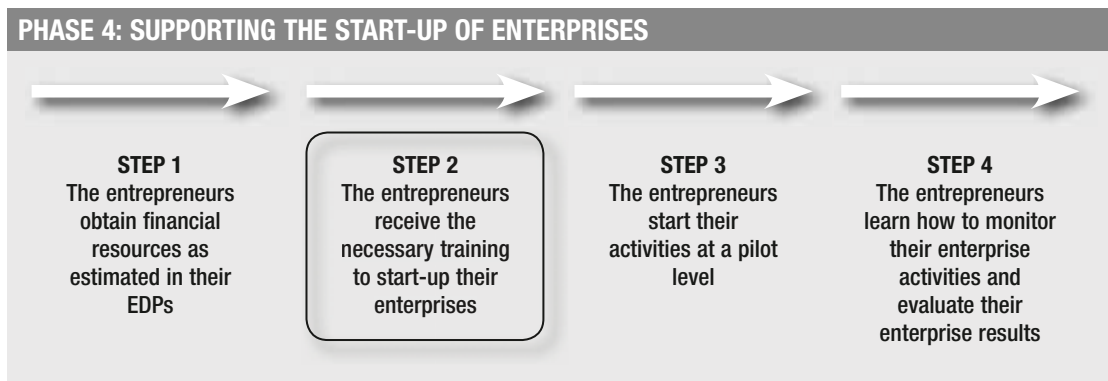 PHASE 4: SUPPORTING THE START-UP OF ENTERPRISES
STEP 1
The entrepreneurs
obtain financial
resources as
estimated in their
EDPs
STEP 2
The entrepreneurs
receive the
necessary training
to start-up their
enterprises
STEP 3
The entrepreneurs
start their
activities at a pilot
level
STEP 4
The entrepreneurs
learn how to monitor
their enterprise
activities and
evaluate their
enterprise results